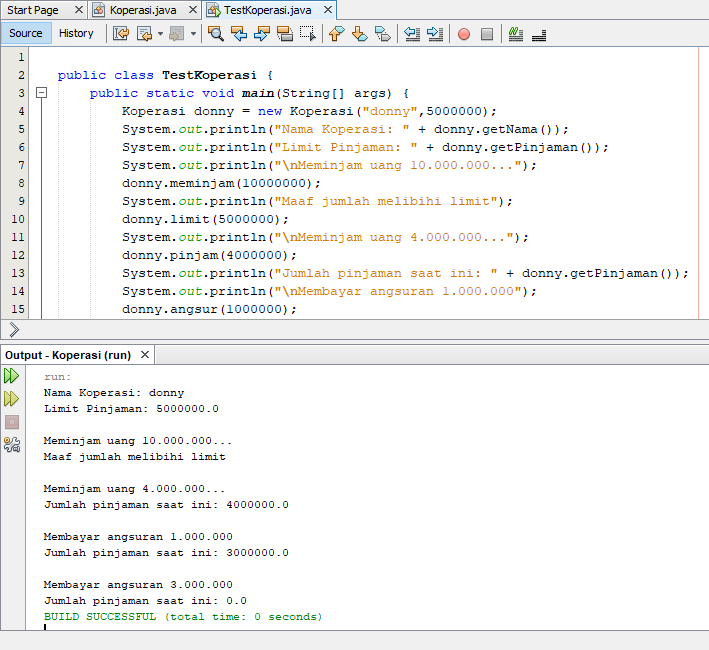 Start Page Koperasi.java TestKoperasi.java
Source History
1
2 public class TestKoperasi {
3 public static void main(String[] args) {
4 Koperasi donny = new Koperasi("donny",5000000);
5 System.out.println("Nama Koperasi: " + donny.getNama());
6 System.out.println("Limit Pinjaman: " + donny.getPinjaman());
7 System.out.println("\nMeminjam uang 10.000.000...");
8 donny.meminjam(10000000);
9 System.out.println("Maaf jumlah melibihi limit");
10 donny.limit(5000000);
11 System.out.println("\nMeminjam uang 4.000.000...");
12 donny.pinjam(4000000);
13 System.out.println("Jumlah pinjaman saat ini: " + donny.getPinjaman());
14 System.out.println("\nMembayar angsuran 1.000.000");
15 donny.angsur(1000000);
Output - Koperasi (run)
run:
Nama Koperasi: donny
Limit Pinjaman: 5000000.0
Meminjam uang 10.000.000...
Maaf jumlah melibihi limit
Meminjam uang 4.000.000...
Jumlah pinjaman saat ini: 4000000.0
Membayar angsuran 1.000.000
Jumlah pinjaman saat ini: 3000000.0
Membayar angsuran 3.000.000
Jumlah pinjaman saat ini: 0.0
BUILD SUCCESSFUL (total time: 0 seconds)